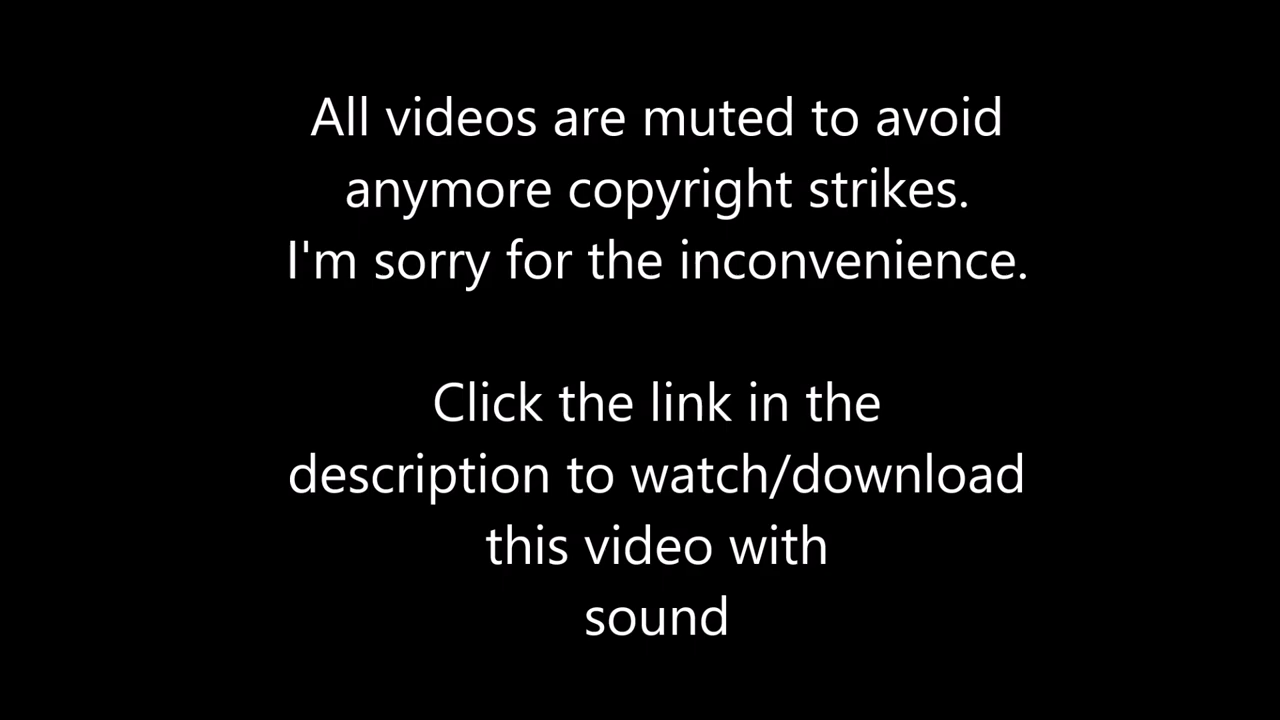 All videos are muted to avoid
anymore copyright strikes.
I'm sorry for the inconvenience.
Click the link in the
description to watch/download
this video with
sound